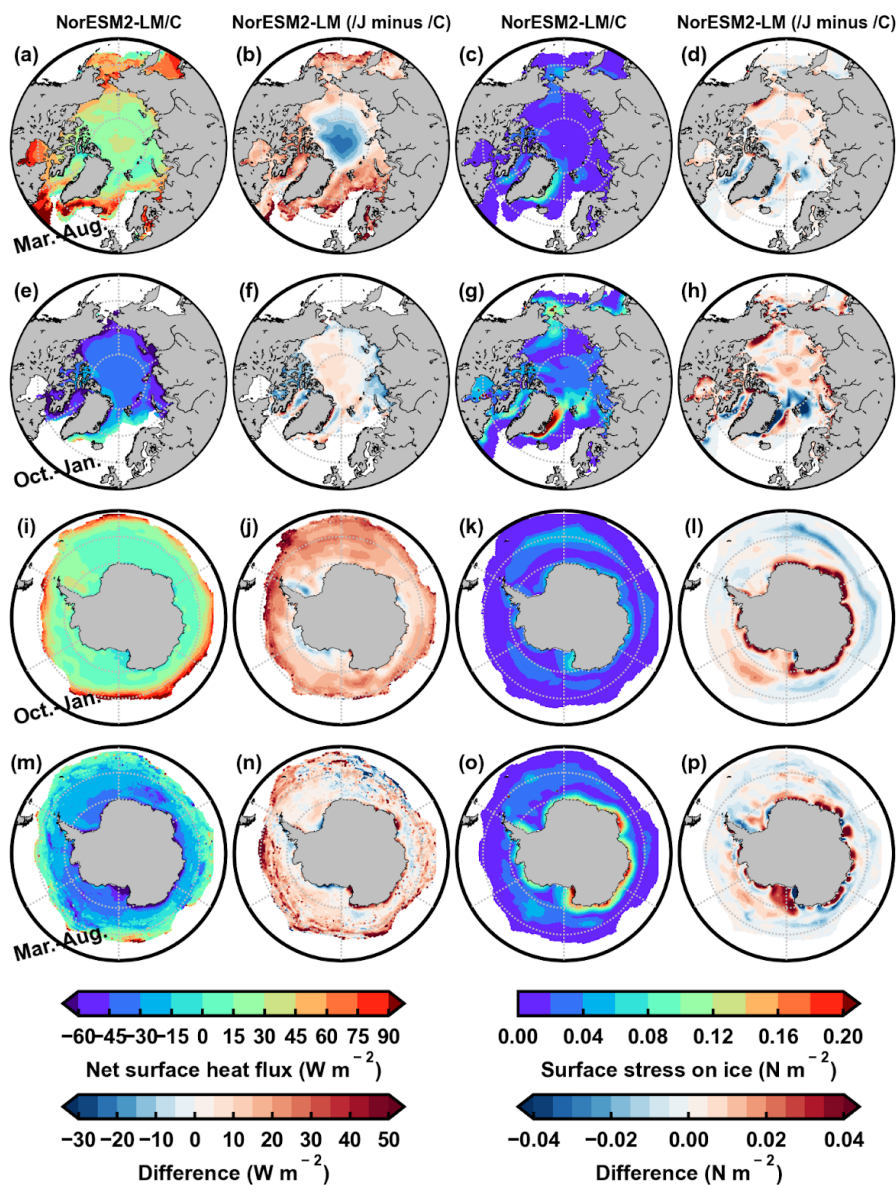 NorESM2-LM/C NorESM2-LM (/J minus /C) NorESM2-LM/C NorESM2-LM (/J minus /C)
(a) (b) (c) (d)
Mar.-Aug.
(e) (f) (g) (h)
Oct.-Jan.
(i) (j) (k) (l)
Oct.-Jan.
(m) (n) (o) (p)
Mar.-Aug.
−60 −45 −30 −15 0 15 30 45 60 75 90
0.00 0.04 0.08 0.12 0.16 0.20
Net surface heat flux (W m⁻²)
Surface stress on ice (N m⁻²)
−30 −20 −10 0 10 20 30 40 50
−0.04 −0.02 0.00 0.02 0.04
Difference (W m⁻²)
Difference (N m⁻²)